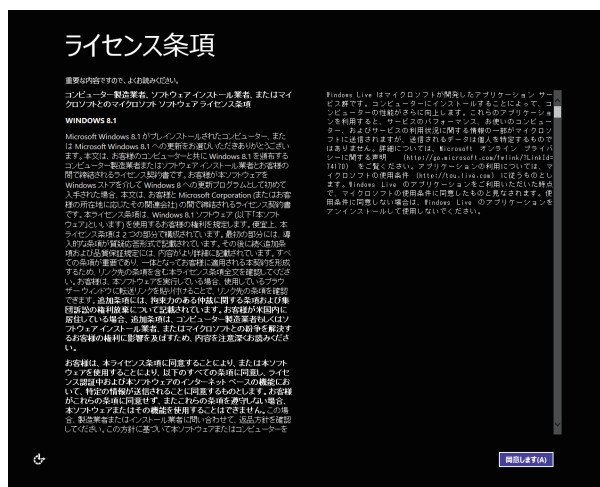 ライセンス条項
重要な内容ですので、よくお読みください。
コンピューター製造業者、ソフトウェア インストール業者、またはマイ
クロソフトとのマイクロソフト ソフトウェア ライセンス条項
WINDOWS 8.1
Microsoft Windows 8.1 がプレインストールされたコンピューター、また
は Microsoft Windows 8.1 への更新をお選びいただきありがとうござい
ます。本文は、お客様のコンピューターと共に Windows 8.1 を頒布する
コンピューター製造業者またはソフトウェア インストール業者とお客様の
間で締結されるライセンス契約書です。お客様が本ソフトウェアを
Windows ストアを介して Windows 8 への更新プログラムとして初めて
入手された場合、本文は、お客様と Microsoft Corporation (またはお客
様の所在地に応じたその関連会社) の間で締結されるライセンス契約書
です。本ライセンス条項は、Windows 8.1 ソフトウェア (以下「本ソフト
ウェア」といいます) を使用するお客様の権利を規定します。便宜上、本
ライセンス条項は 2 つの部分で構成されています。最初の部分には、導
入的な条項が質疑応答形式で記載されています。その後に続く追加条
項および品質保証規定には、内容がより詳細に記載されています。すべ
ての条項が重要であり、一体となってお客様に適用される本契約を形成
するため、リンク先の条項を含む本ライセンス条項全文を確認してくださ
い。お客様は、本ソフトウェアを実行している場合、使用しているブラウ
ザー ウィンドウに転送リンクを貼り付けることで、リンク先の条項を確認
できます。追加条項には、拘束力のある仲裁に関する条項および集
団訴訟の権利放棄について記載されています。お客様が米国内に
居住している場合、追加条項は、コンピューター製造業者もしくはソ
フトウェア インストール業者、またはマイクロソフトとの紛争を解決す
るお客様の権利に影響を及ぼすため、内容を注意深くお読みくださ
い。
お客様は、本ライセンス条項に同意することにより、または本ソフト
ウェアを使用することにより、以下のすべての条項に同意し、ライセ
ンス認証中および本ソフトウェアのインターネット ベースの機能にお
いて、特定の情報が送信されることに同意するものとします。お客様
がこれらの条項に同意せず、またこれらの条項を遵守しない場合、
本ソフトウェアまたはその機能を使用することはできません。この場
合、製造業者またはインストール業者に問い合わせて、返品方針を確認
してください。この方針に基づいて本ソフトウェアまたはコンピューターを
Windows Live はマイクロソフトが開発したアプリケーション サー
ビス群です。コンピューターにインストールすることによって、コ
ンピューターの性能がさらに向上します。これらのアプリケーショ
ンを利用すると、サービスのパフォーマンス、お使いのコンピュー
ター、およびサービスの利用状況に関する情報の一部がマイクロソ
フトに送信されますが、送信されるデータは個人を特定するもので
はありません。詳細については、Microsoft オンライン プライバ
シーに関する声明 (http://go.microsoft.com/fwlink/?LinkId=
74170) をご覧ください。アプリケーションの利用については、マ
イクロソフトの使用条件 (http://tou.live.com) に従うものとし
ます。Windows Live のアプリケーションをご利用いただいた時点
で、マイクロソフトの使用条件に同意したものと見なされます。使
用条件に同意しない場合は、Windows Live のアプリケーションを
アンインストールして使用しないでください。
同意します(A)